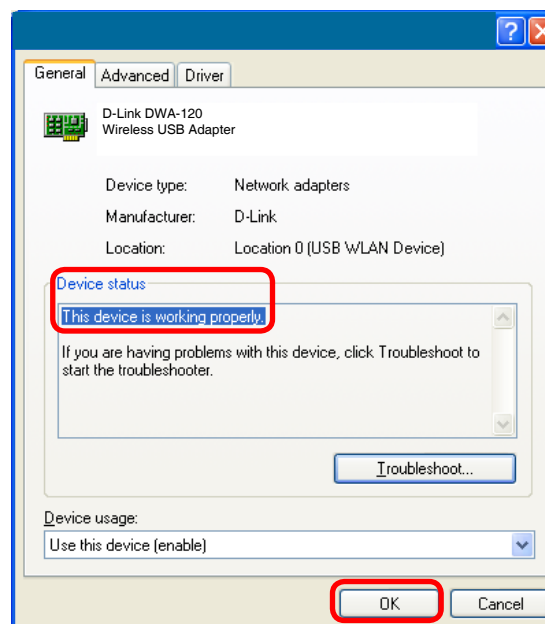 ?
General Advanced Driver
D-Link DWA-120
Wireless USB Adapter
Device type: Network adapters
Manufacturer: D-Link
Location: Location 0 (USB WLAN Device)
Device status
This device is working properly.
If you are having problems with this device, click Troubleshoot to
start the troubleshooter.
Troubleshoot...
Device usage:
Use this device (enable)
OK Cancel